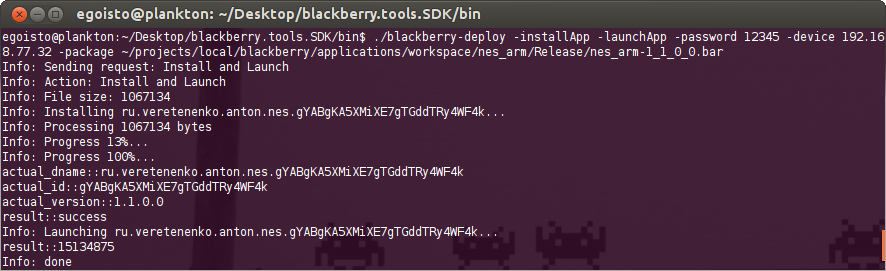 egoisto@plankton: ~/Desktop/blackberry.tools.SDK/bin
egoisto@plankton:~/Desktop/blackberry.tools.SDK/bin$ ./blackberry-deploy -installApp -launchApp -password 12345 -device 192.16
8.77.32 -package ~/projects/local/blackberry/applications/workspace/nes_arm/Release/nes_arm-1_1_0_0.bar
Info: Sending request: Install and Launch
Info: Action: Install and Launch
Info: File size: 1067134
Info: Installing ru.veretenenko.anton.nes.gYABgKA5XMiXE7gTGddTRy4WF4k...
Info: Processing 1067134 bytes
Info: Progress 13%...
Info: Progress 100%...
actual_dname::ru.veretenenko.anton.nes.gYABgKA5XMiXE7gTGddTRy4WF4k
actual_id::gYABgKA5XMiXE7gTGddTRy4WF4k
actual_version::1.1.0.0
result::success
Info: Launching ru.veretenenko.anton.nes.gYABgKA5XMiXE7gTGddTRy4WF4k...
result::15134875
Info: done